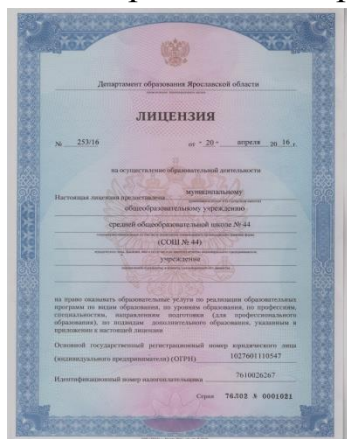 Департамент образования Ярославской области
ЛИЦЕНЗИЯ
№ 253/16 от « 20 » апреля 20 16 г.
на осуществление образовательной деятельности
Настоящая лицензия предоставлена муниципальному
общеобразовательному учреждению
средней общеобразовательной школе № 44
(СОШ № 44)
учреждения
на право оказывать образовательные услуги по реализации образовательных
программ по видам образования, по уровням образования, по профессиям,
специальностям, направлениям подготовки (для профессионального
образования), по подвидам дополнительного образования, указанным в
приложении к настоящей лицензии
Основной государственный регистрационный номер юридического лица
(индивидуального предпринимателя) (ОГРН) 1027601110547
Идентификационный номер налогоплательщика 7610026267
Серия 76Л02 № 0001021